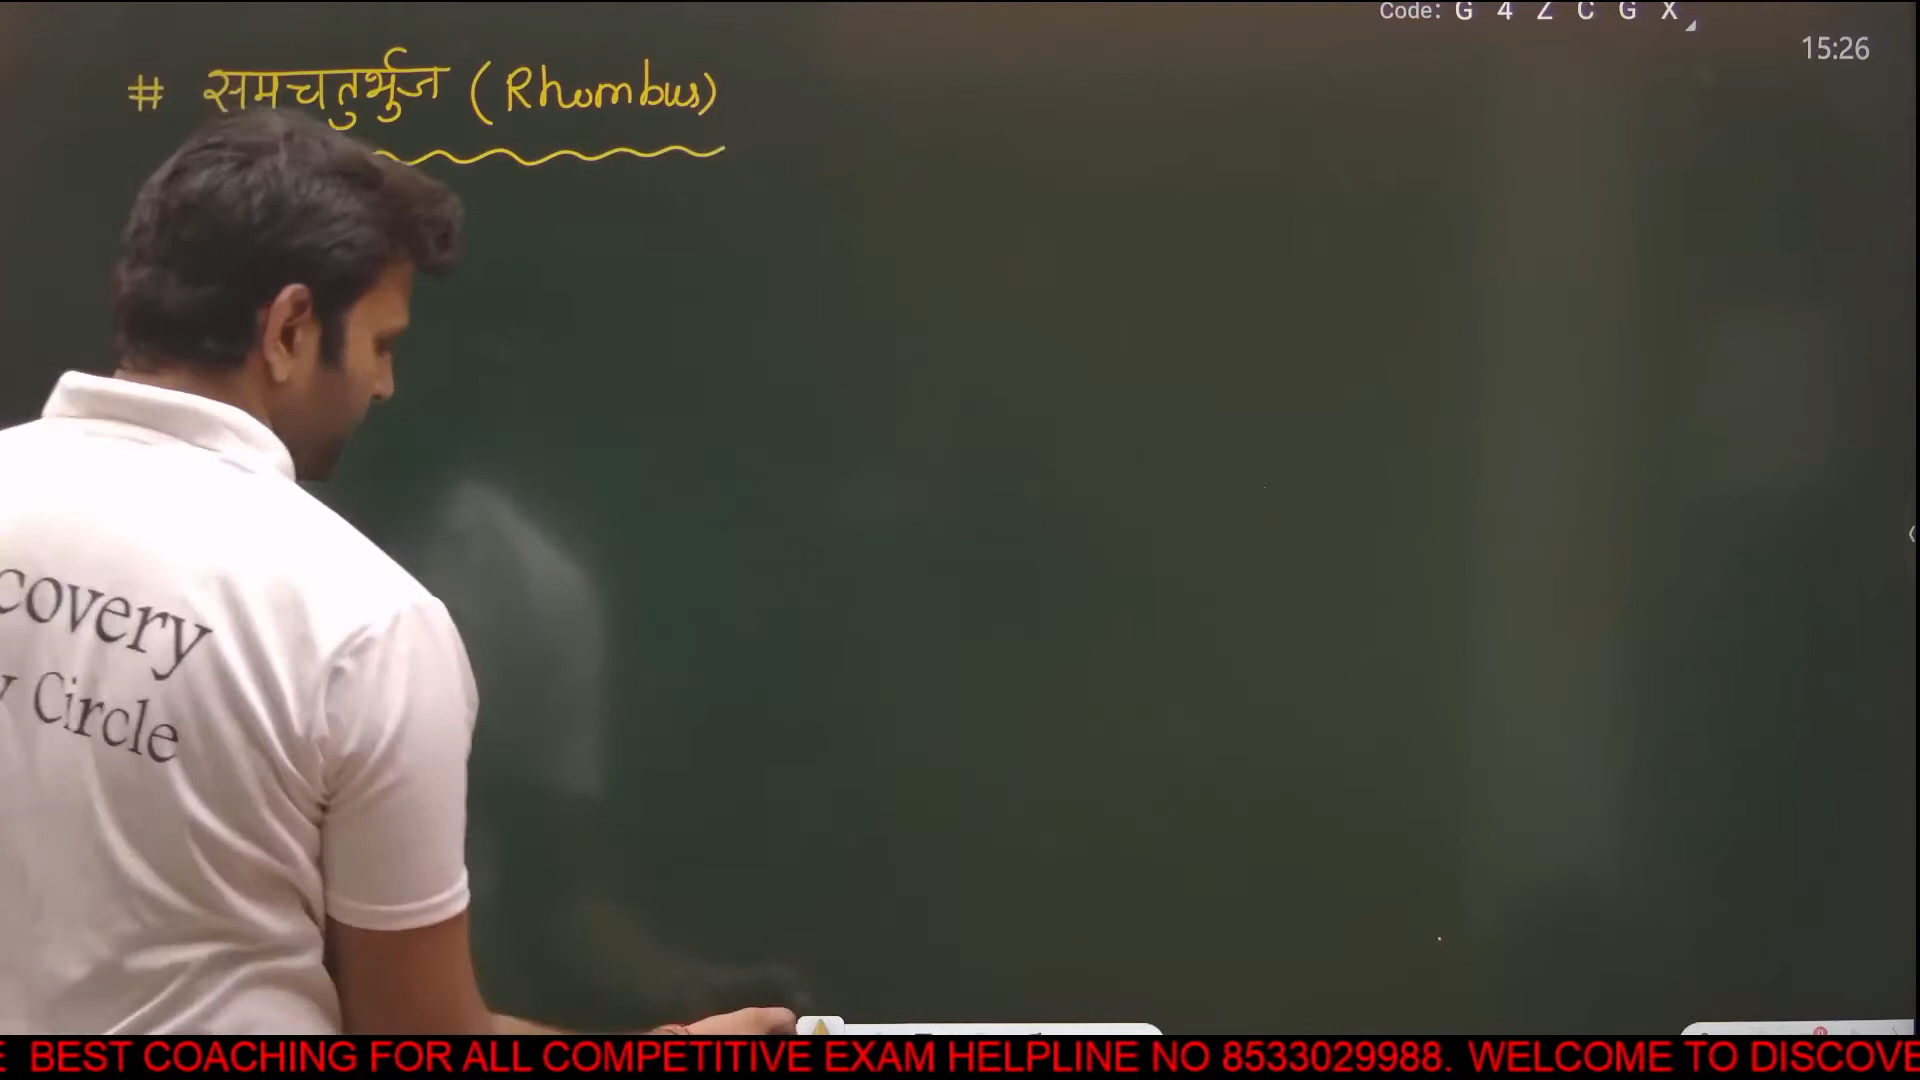 Code: G 4 Z C G X
15:26
# समचतुर्भुज (Rhombus)
covery
Circle
BEST COACHING FOR ALL COMPETITIVE EXAM HELPLINE NO 8533029988. WELCOME TO DISCOVE